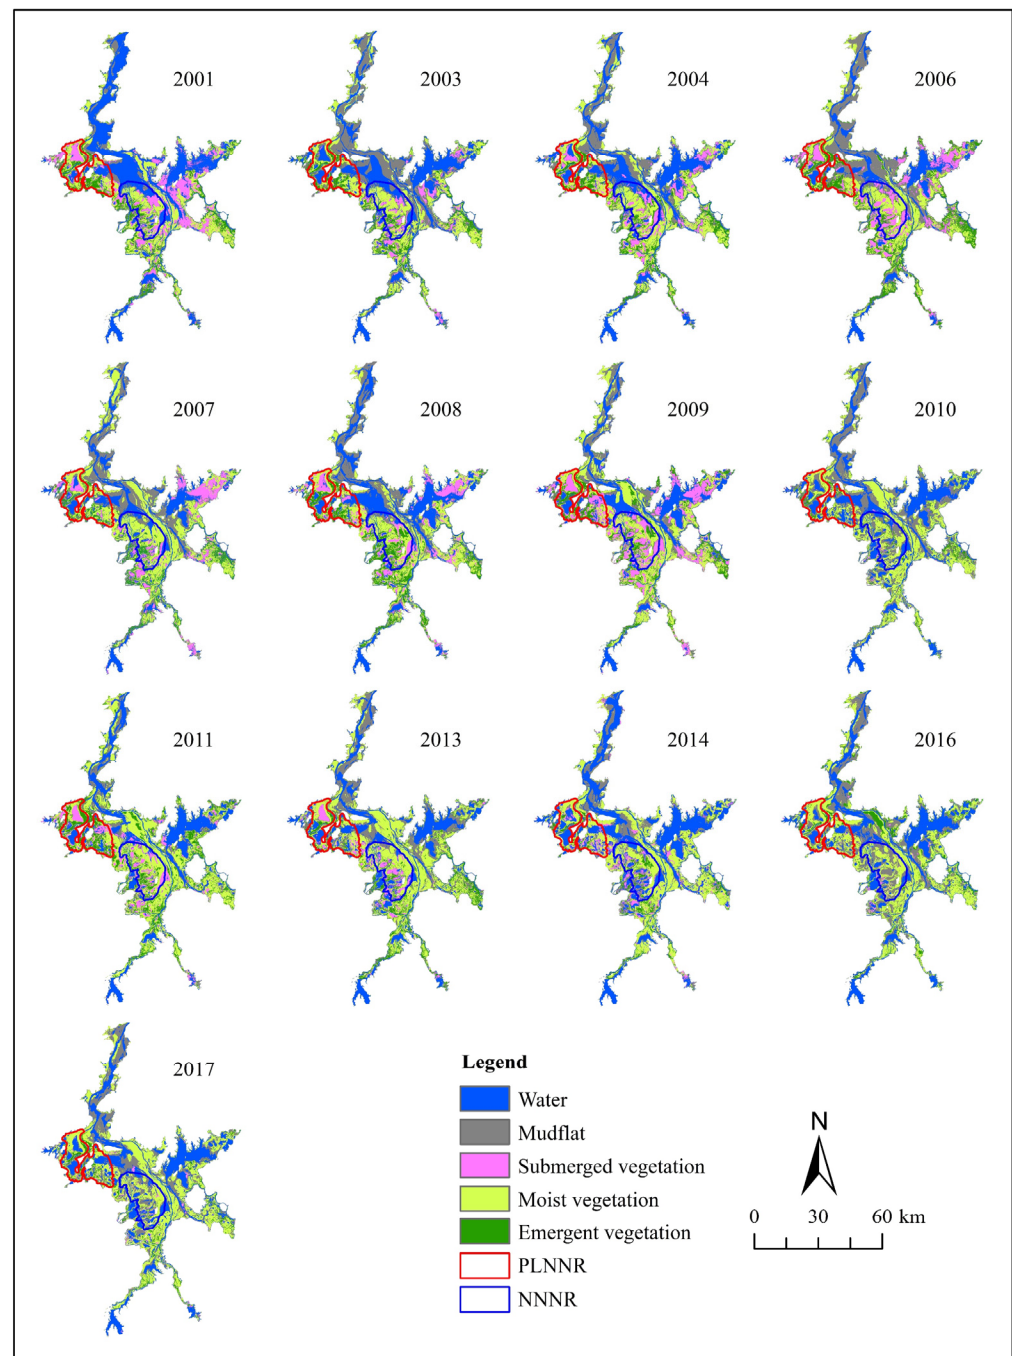 2001
2003
2004
2006
2007
2008
2009
2010
2011
2013
2014
2016
2017
Legend
Water
Mudflat
Submerged vegetation
Moist vegetation
Emergent vegetation
PLNNR
NNNR
N
0 30 60 km